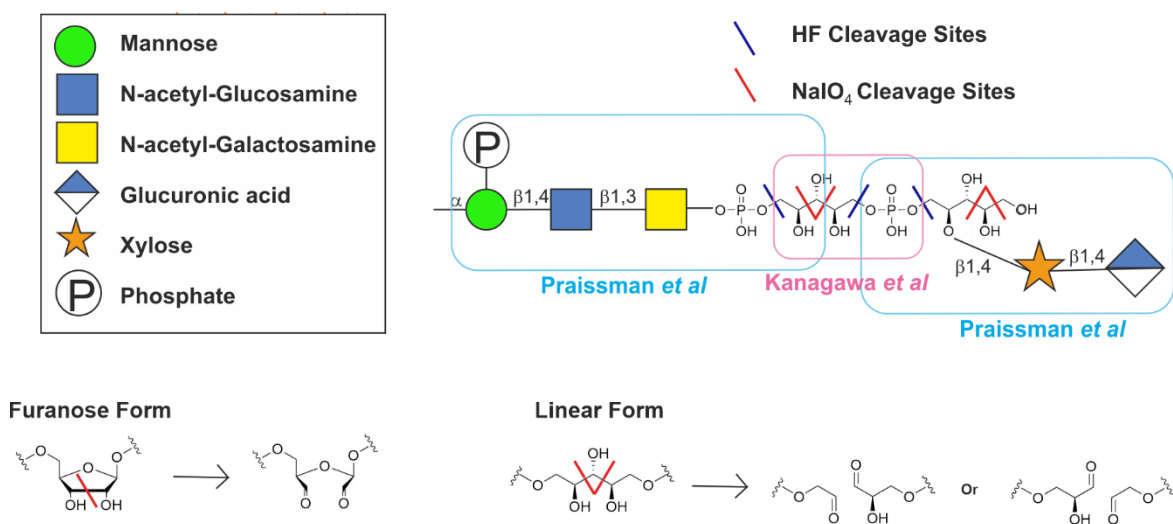 Mannose
N-acetyl-Glucosamine
N-acetyl-Galactosamine
Glucuronic acid
Xylose
P Phosphate
HF Cleavage Sites
NaIO4 Cleavage Sites
P
α β1,4 β1,3
O O P O OH OH OH OH O O P O OH O OH OH OH
O
β1,4 β1,4
Praissman et al
Kanagawa et al
Praissman et al
Furanose Form
O O O OH OH
O O O O O
Linear Form
O OH OH OH O
O O O OH O
Or
O OH O O O